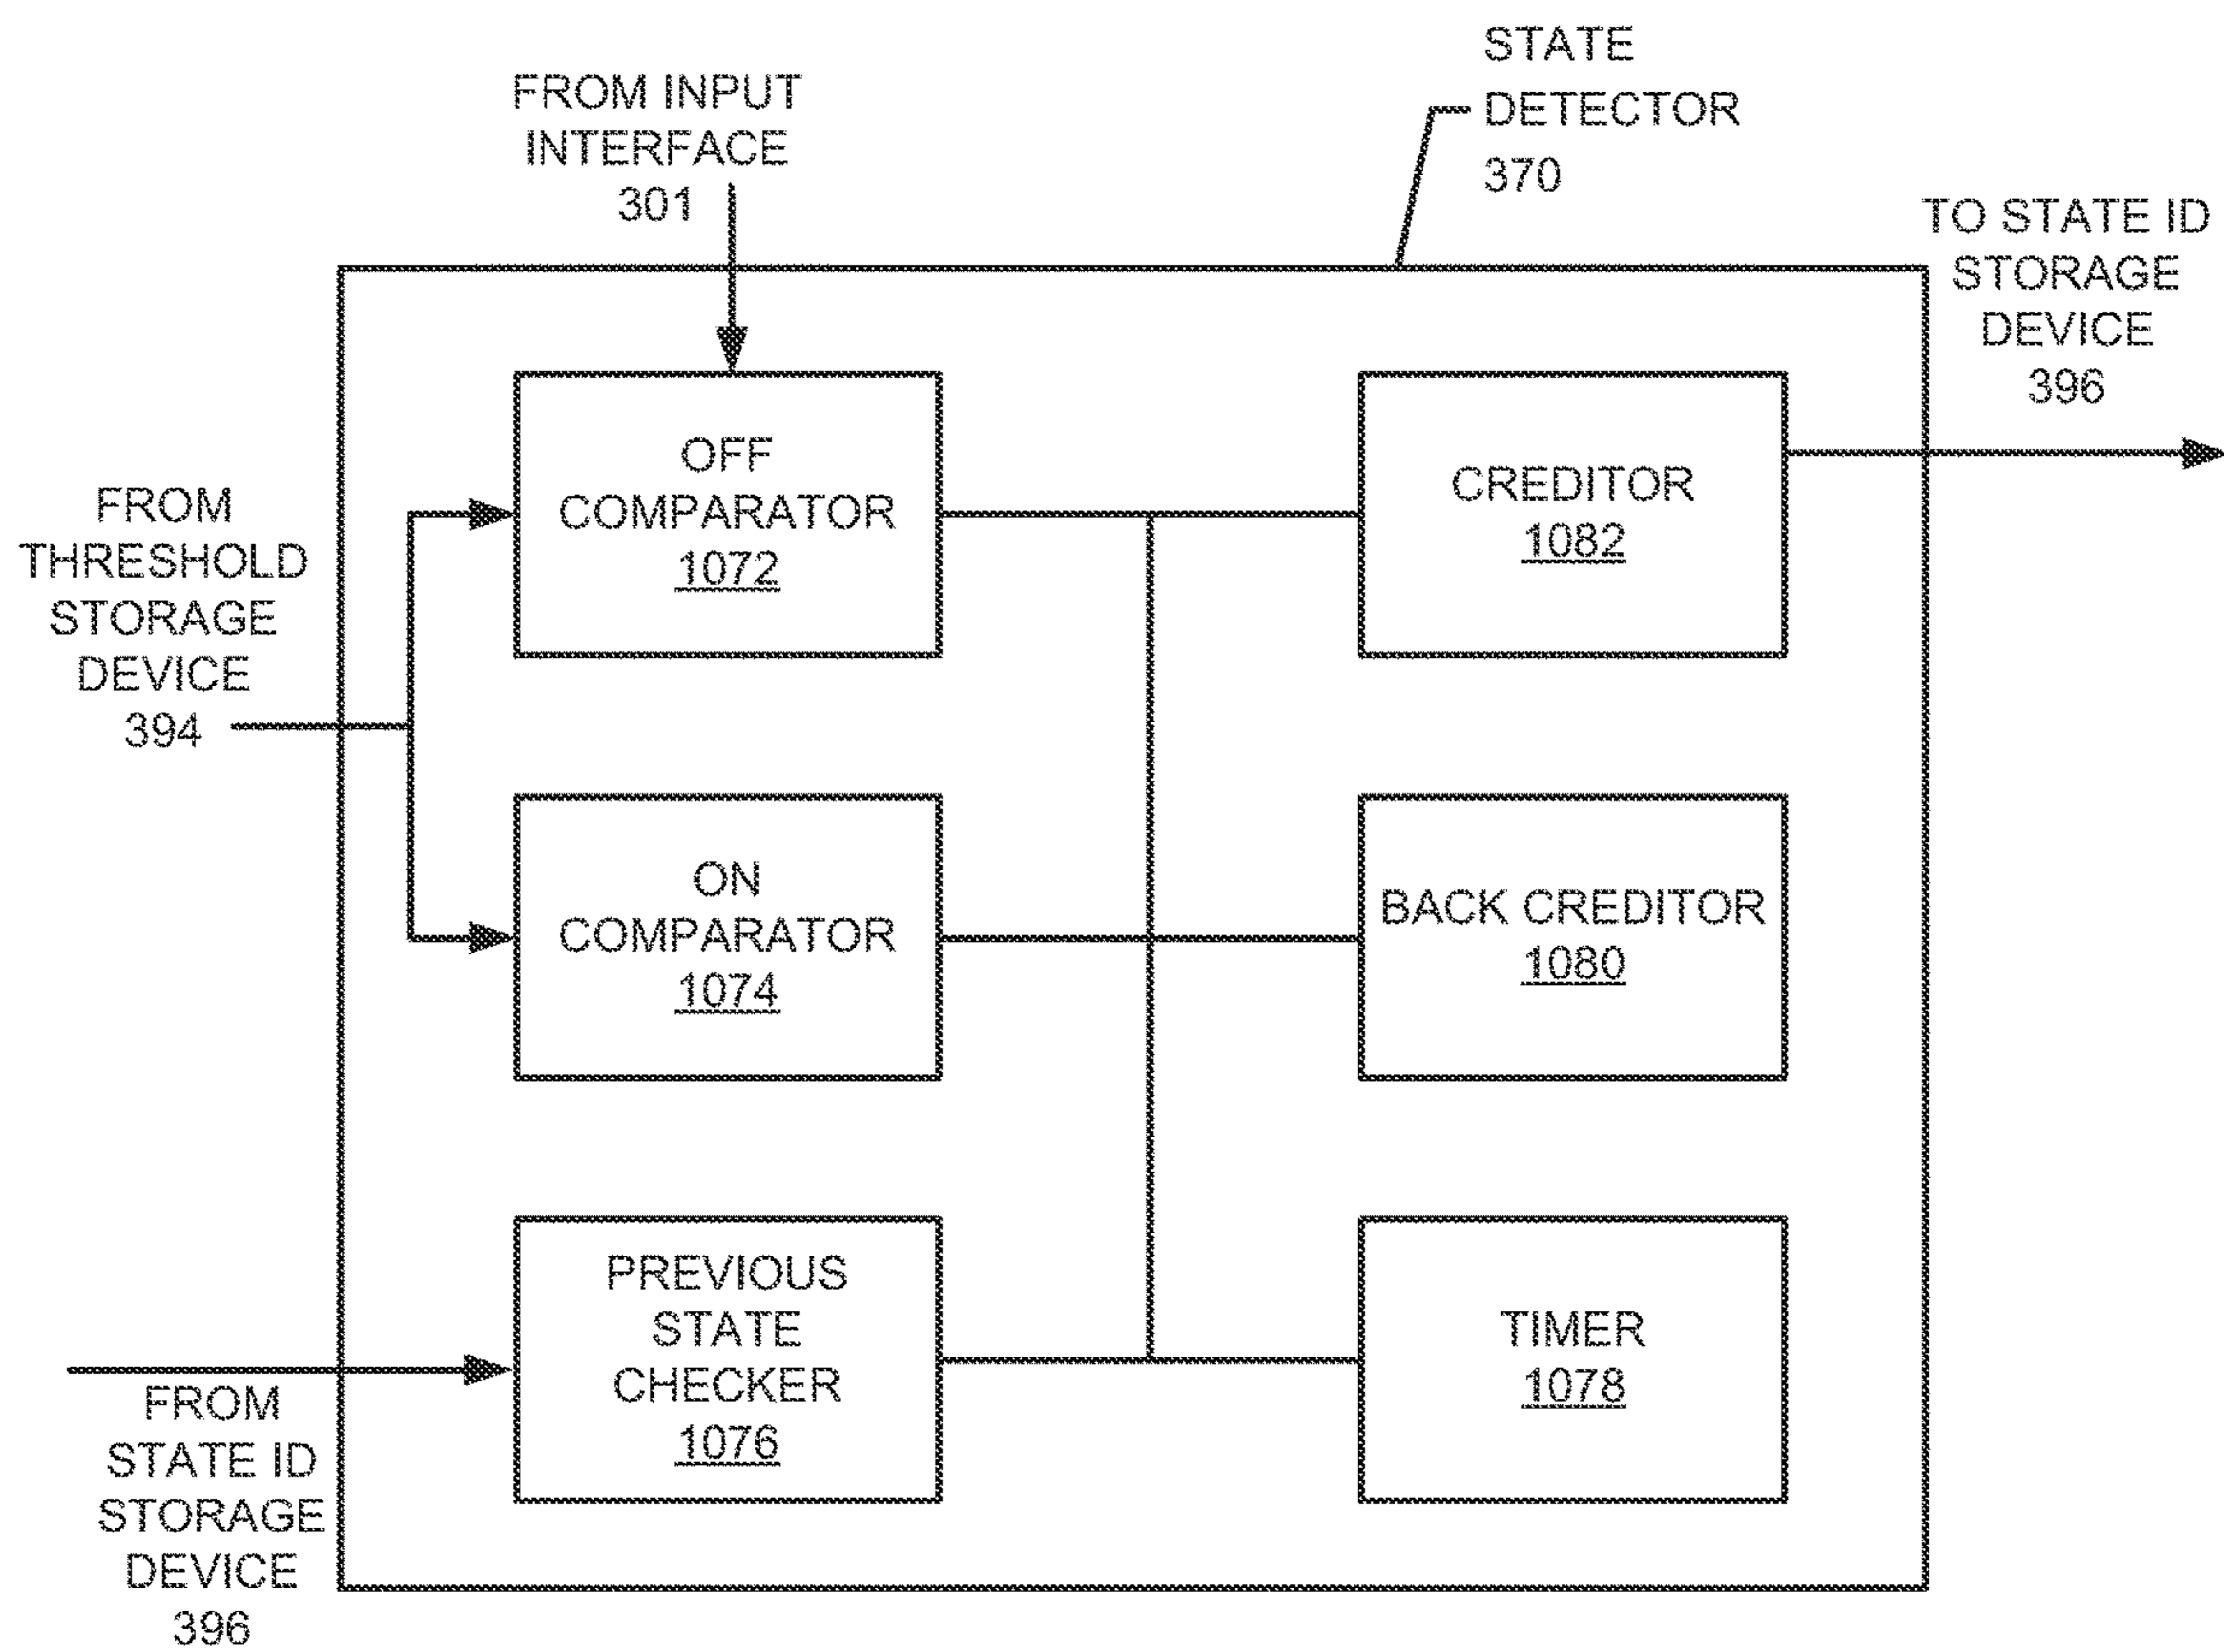 STATE
DETECTOR
370
FROM INPUT
INTERFACE
301
TO STATE ID
STORAGE
DEVICE
396
OFF
COMPARATOR
1072
CREDITOR
1082
FROM
THRESHOLD
STORAGE
DEVICE
394
ON
COMPARATOR
1074
BACK CREDITOR
1080
PREVIOUS
STATE
CHECKER
1076
TIMER
1078
FROM
STATE ID
STORAGE
DEVICE
396